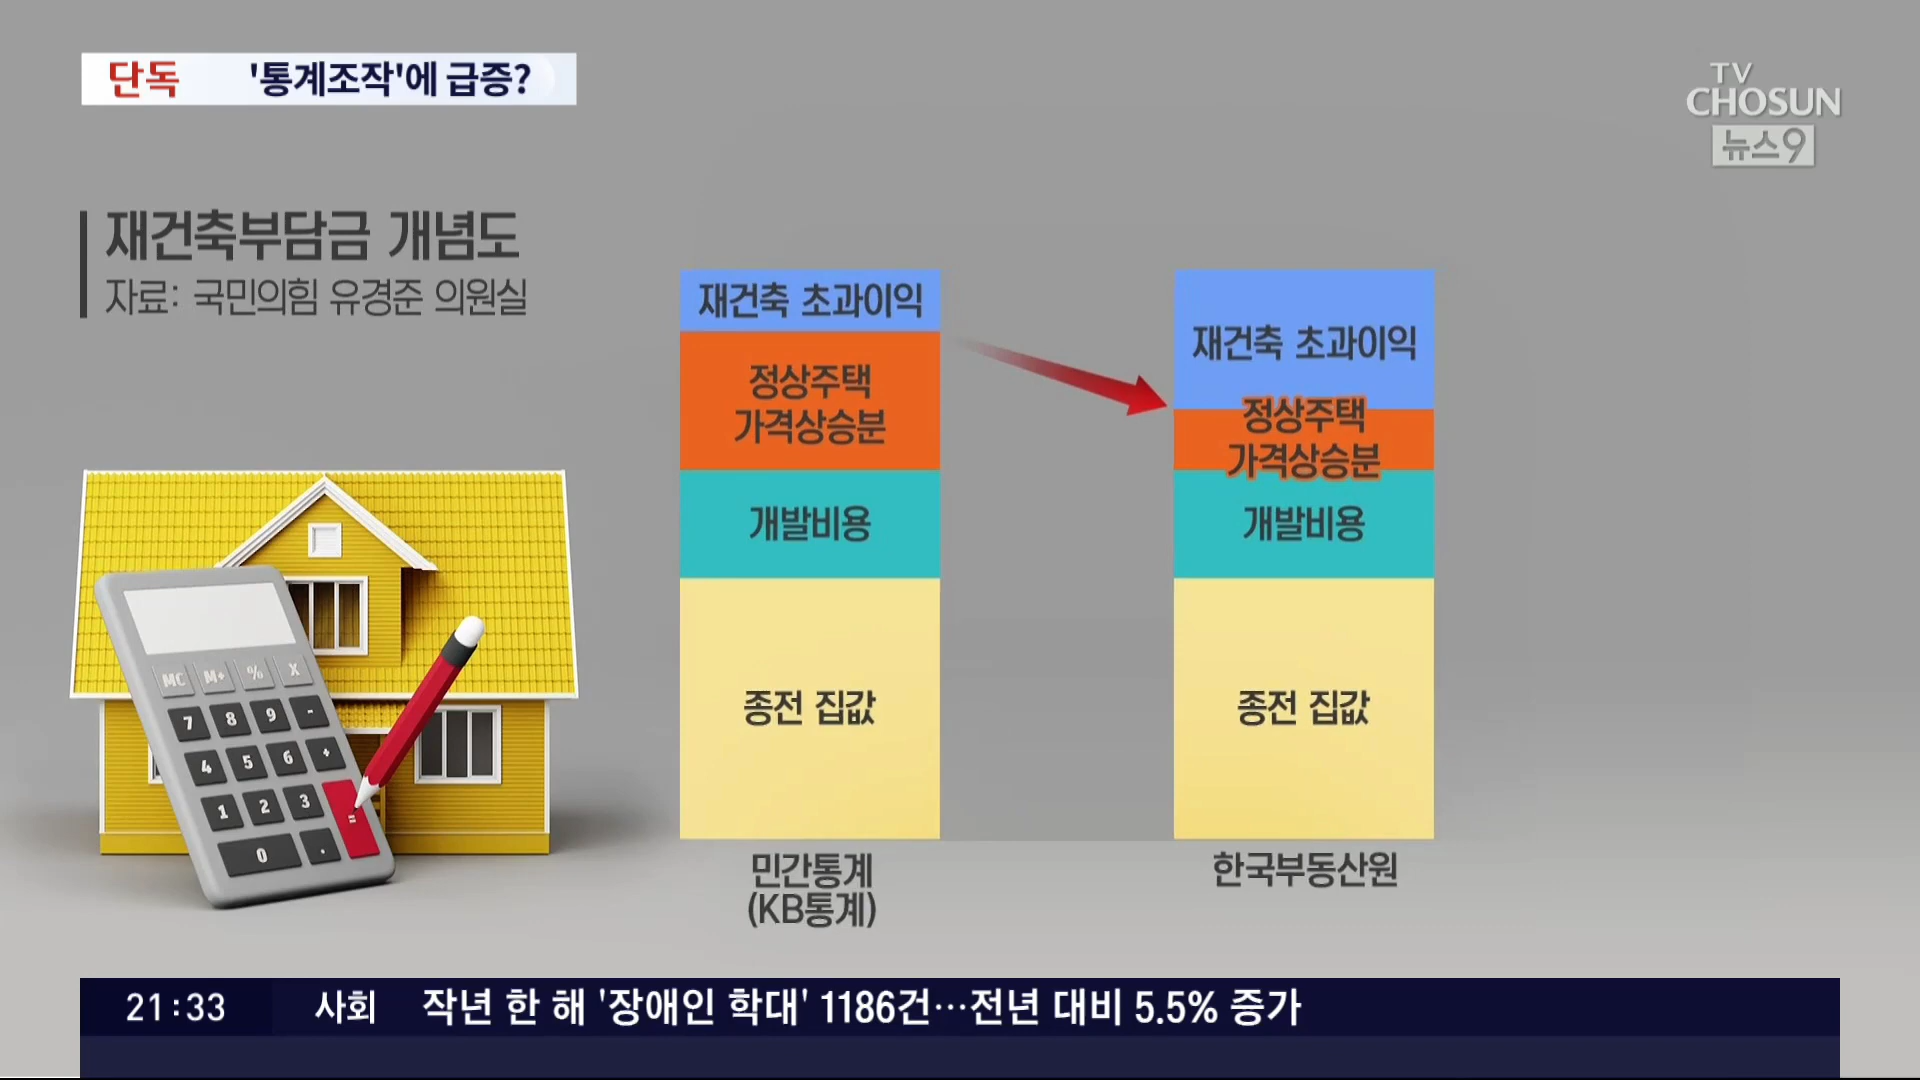 단독 '통계조작'에 급증?
TV
CHOSUN
뉴스9
재건축부담금 개념도
자료: 국민의힘 유경준 의원실
재건축 초과이익
정상주택
가격상승분
개발비용
종전 집값
민간통계
(KB통계)
재건축 초과이익
정상주택
가격상승분
개발비용
종전 집값
한국부동산원
MC M+ % X
7 8 9 -
4 5 6 +
1 2 3 =
0 .
21:33 사회 작년 한 해 '장애인 학대' 1186건…전년 대비 5.5% 증가